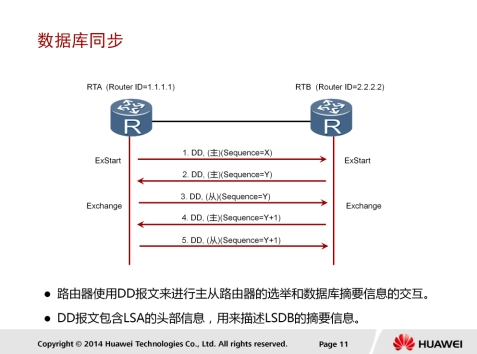 数据库同步
RTA (Router ID=1.1.1.1)
RTB (Router ID=2.2.2.2)
R
R
1. DD, (主)(Sequence=X)
ExStart
ExStart
2. DD, (主)(Sequence=Y)
3. DD, (从)(Sequence=Y)
Exchange
Exchange
4. DD, (主)(Sequence=Y+1)
5. DD, (从)(Sequence=Y+1)
● 路由器使用DD报文来进行主从路由器的选举和数据库摘要信息的交互。
● DD报文包含LSA的头部信息，用来描述LSDB的摘要信息。
Copyright © 2014 Huawei Technologies Co., Ltd. All rights reserved.
Page 11
HUAWEI